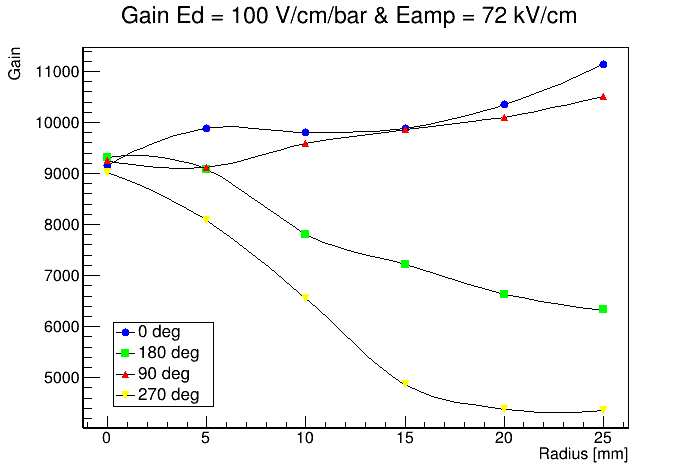 Gain Ed = 100 V/cm/bar & Eamp = 72 kV/cm
Gain
11000
10000
9000
8000
7000
6000
5000
0 deg
180 deg
90 deg
270 deg
0 5 10 15 20 25
Radius [mm]